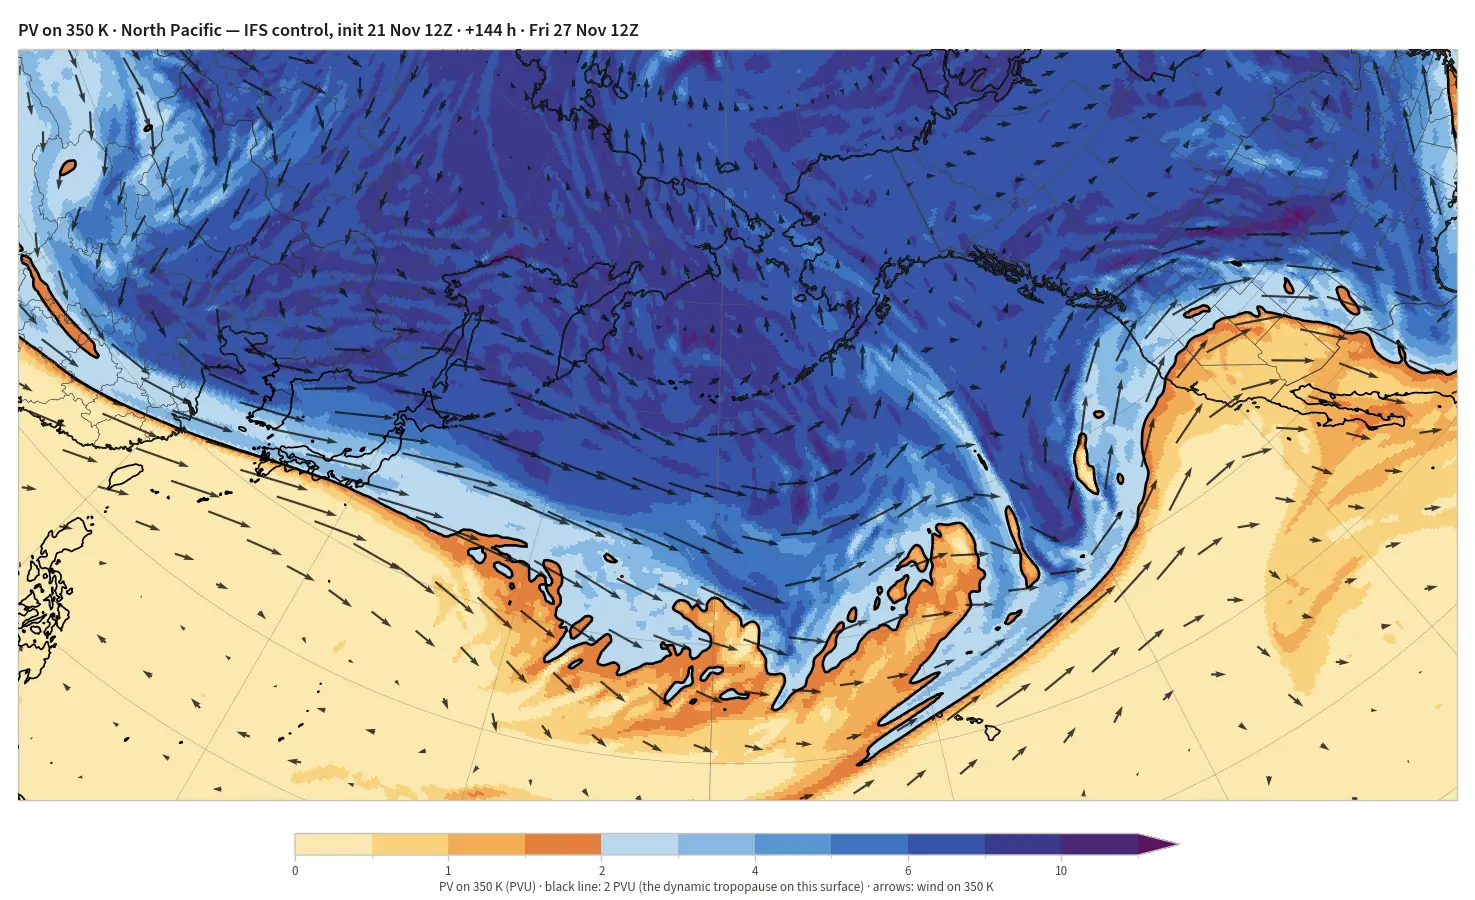 PV on 350 K · North Pacific — IFS control, init 21 Nov 12Z · +144 h · Fri 27 Nov 12Z
0 1 2 4 6 10
PV on 350 K (PVU) · black line: 2 PVU (the dynamic tropopause on this surface) · arrows: wind on 350 K